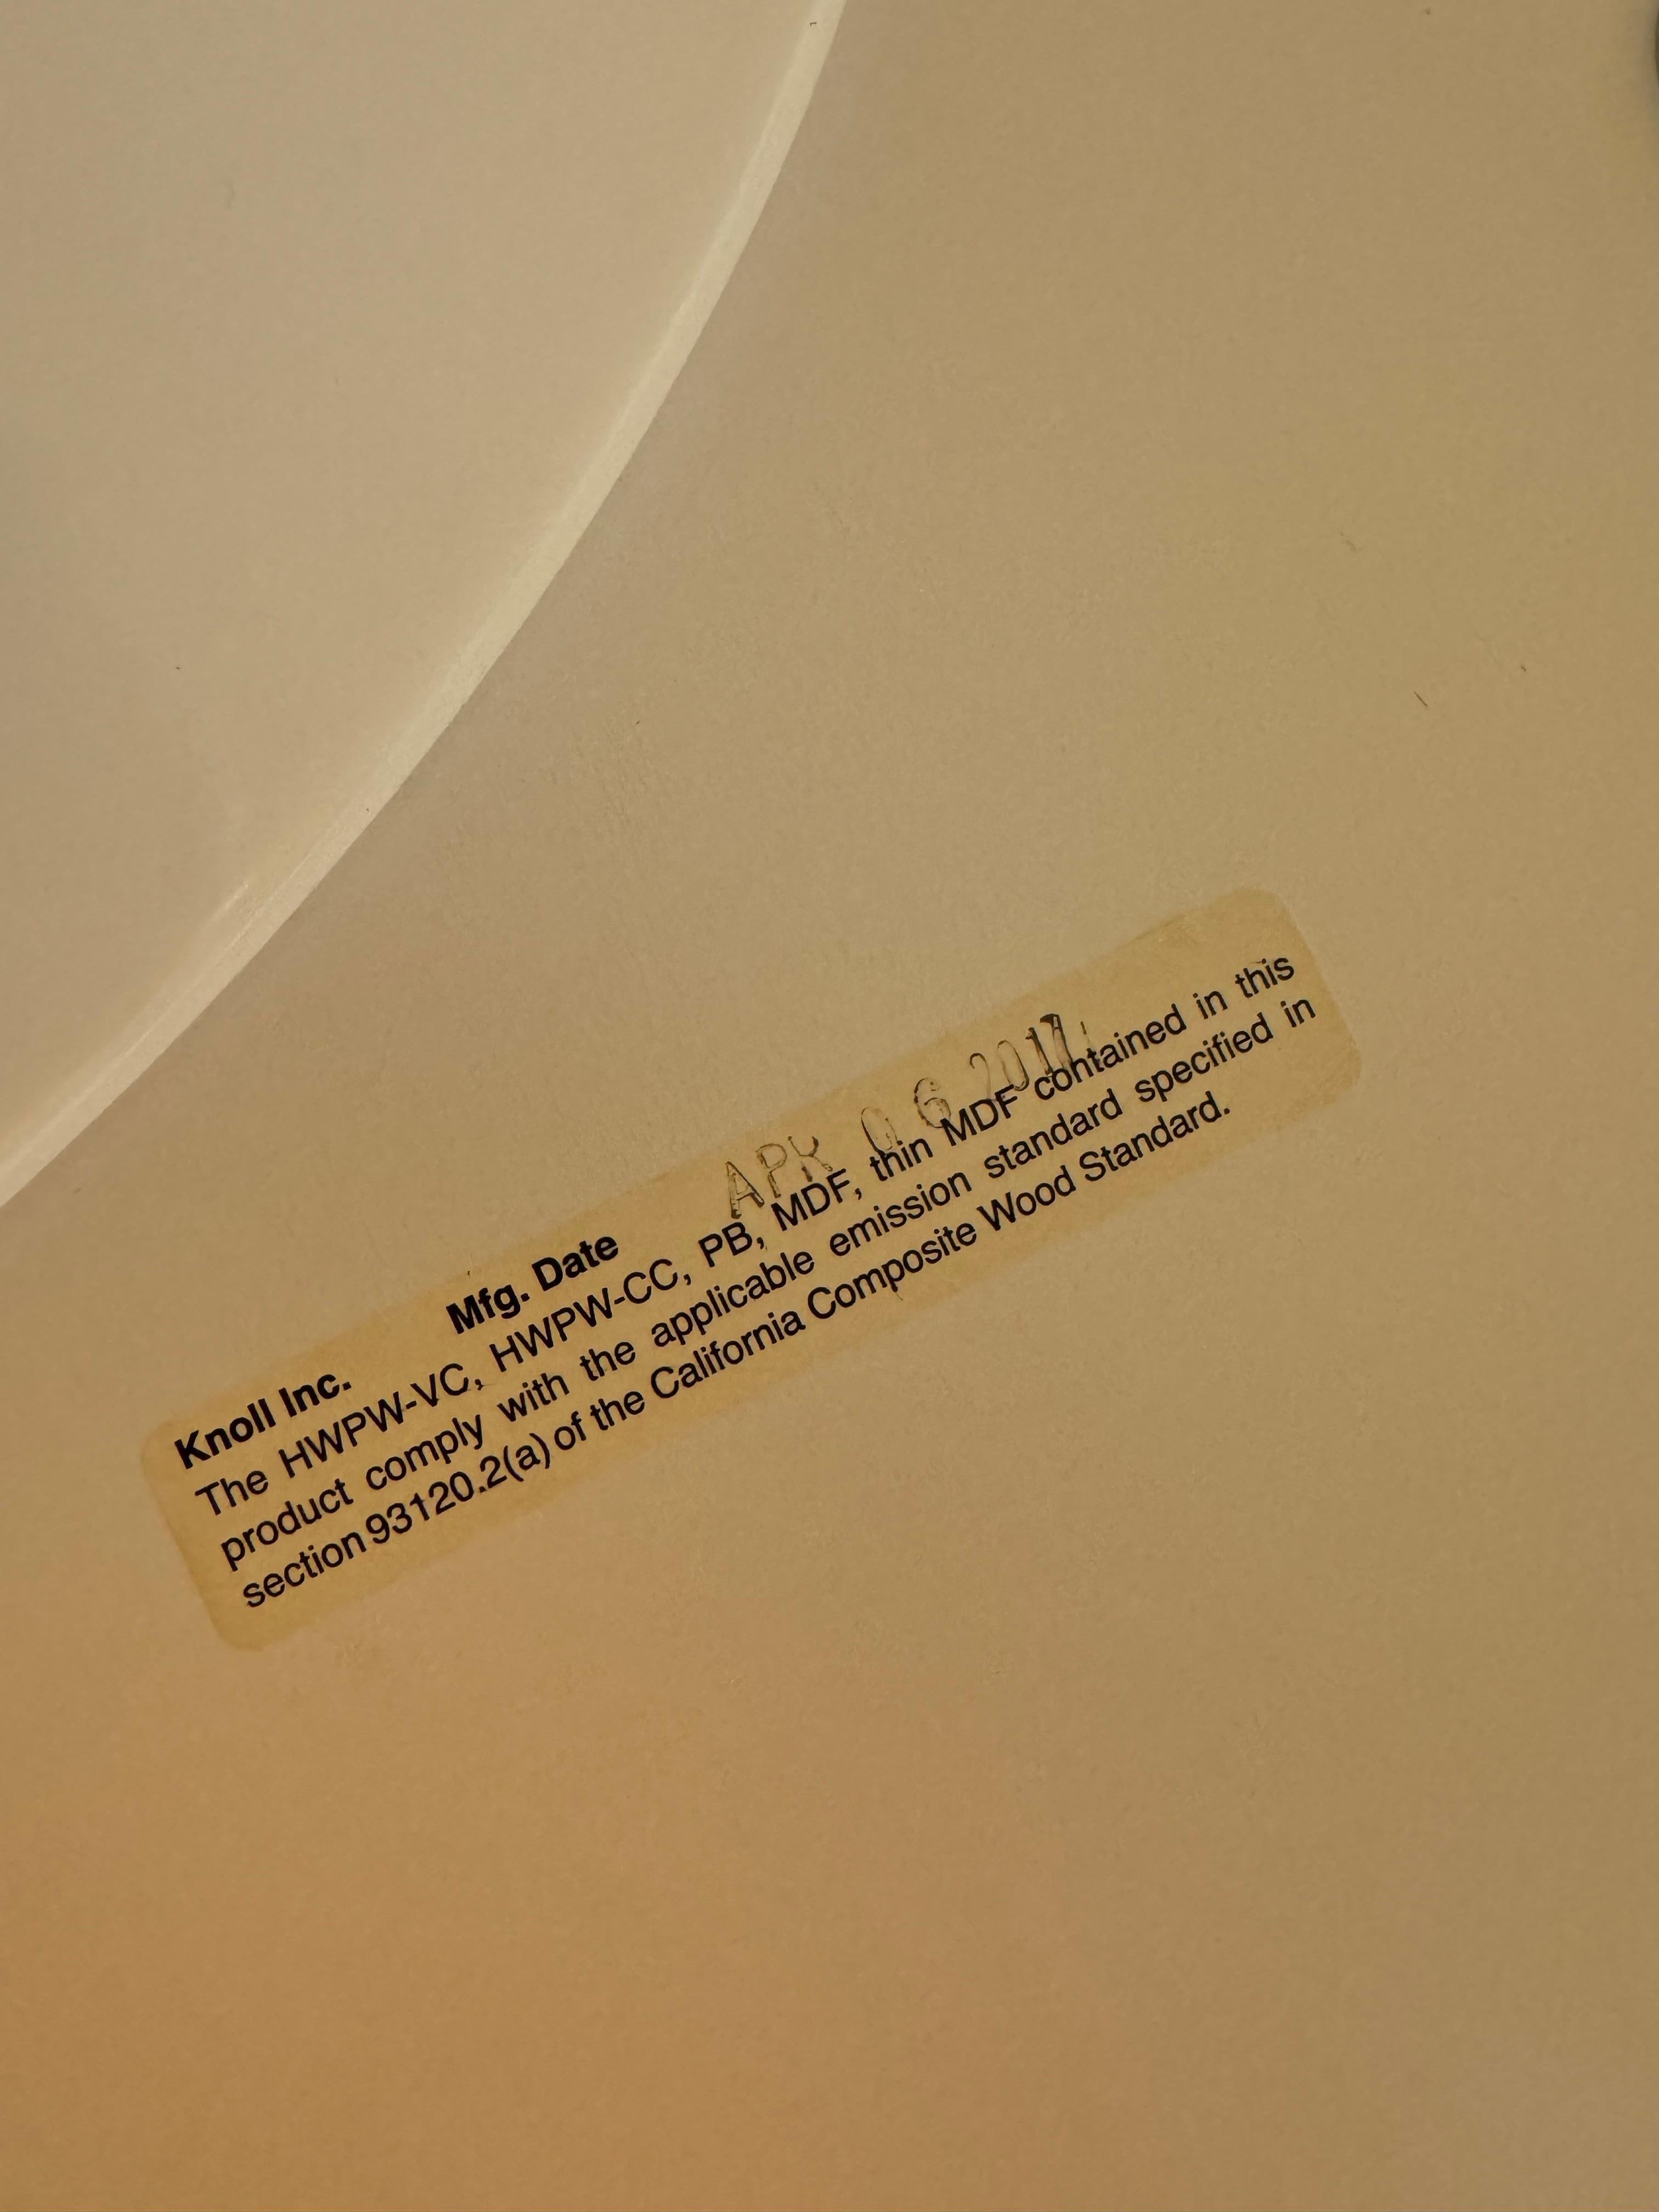 Knoll Inc. Mfg. Date APR 06 2017
The HWPW-VC, HWPW-CC, PB, MDF, thin MDF contained in this
product comply with the applicable emission standard specified in
section 93120.2(a) of the California Composite Wood Standard.